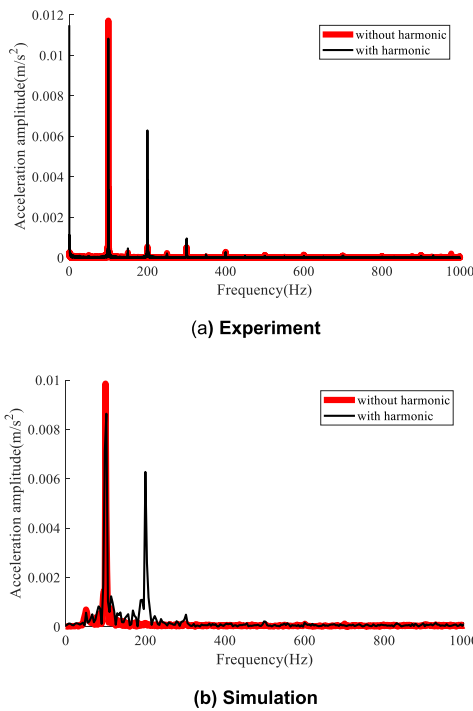 0.012
0.01
0.008
0.006
0.004
0.002
0
Acceleration amplitude(m/s²)
without harmonic
with harmonic
0 200 400 600 800 1000
Frequency(Hz)
(a) Experiment
0.01
0.008
0.006
0.004
0.002
0
Acceleration amplitude(m/s²)
without harmonic
with harmonic
0 200 400 600 800 1000
Frequency(Hz)
(b) Simulation